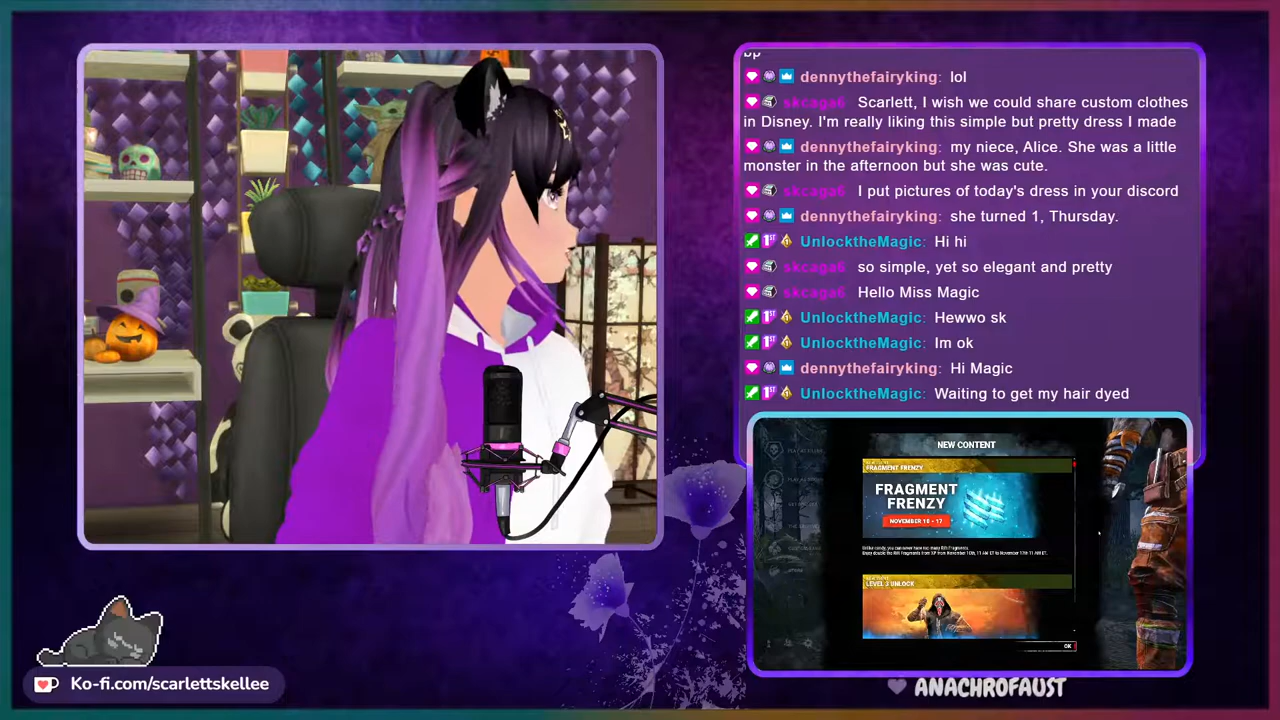 dennythefairyking: lol
skcaga6 Scarlett, I wish we could share custom clothes
in Disney. I'm really liking this simple but pretty dress I made
dennythefairyking: my niece, Alice. She was a little
monster in the afternoon but she was cute.
skcaga6 I put pictures of today's dress in your discord
dennythefairyking: she turned 1, Thursday.
UnlocktheMagic: Hi hi
skcaga6 so simple, yet so elegant and pretty
skcaga6 Hello Miss Magic
UnlocktheMagic: Hewwo sk
UnlocktheMagic: Im ok
dennythefairyking: Hi Magic
UnlocktheMagic: Waiting to get my hair dyed
NEW CONTENT
FRAGMENT FRENZY
FRAGMENT
FRENZY
NOVEMBER 10 - 17
LEVEL 3 UNLOCK
OK
Ko-fi.com/scarlettskellee
ANACHROFAUST